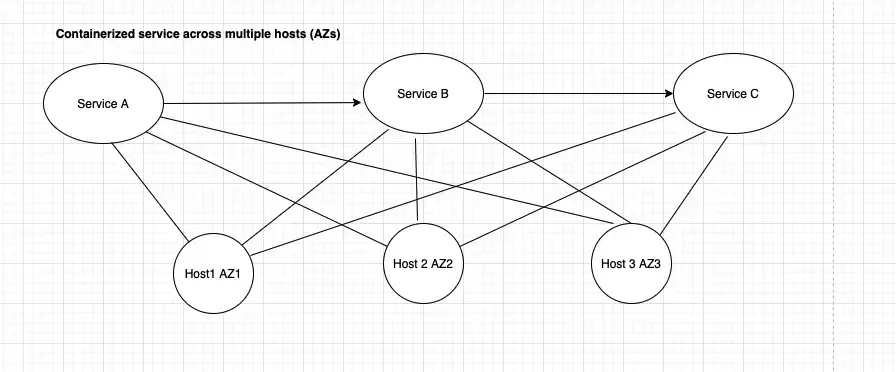 Containerized service across multiple hosts (AZs)
Service A
Service B
Service C
Host1 AZ1
Host 2 AZ2
Host 3 AZ3